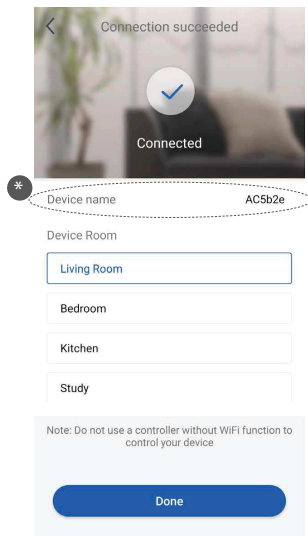 Connection succeeded
Connected
*
Device name AC5b2e
Device Room
Living Room
Bedroom
Kitchen
Study
Note: Do not use a controller without WiFi function to
control your device
Done